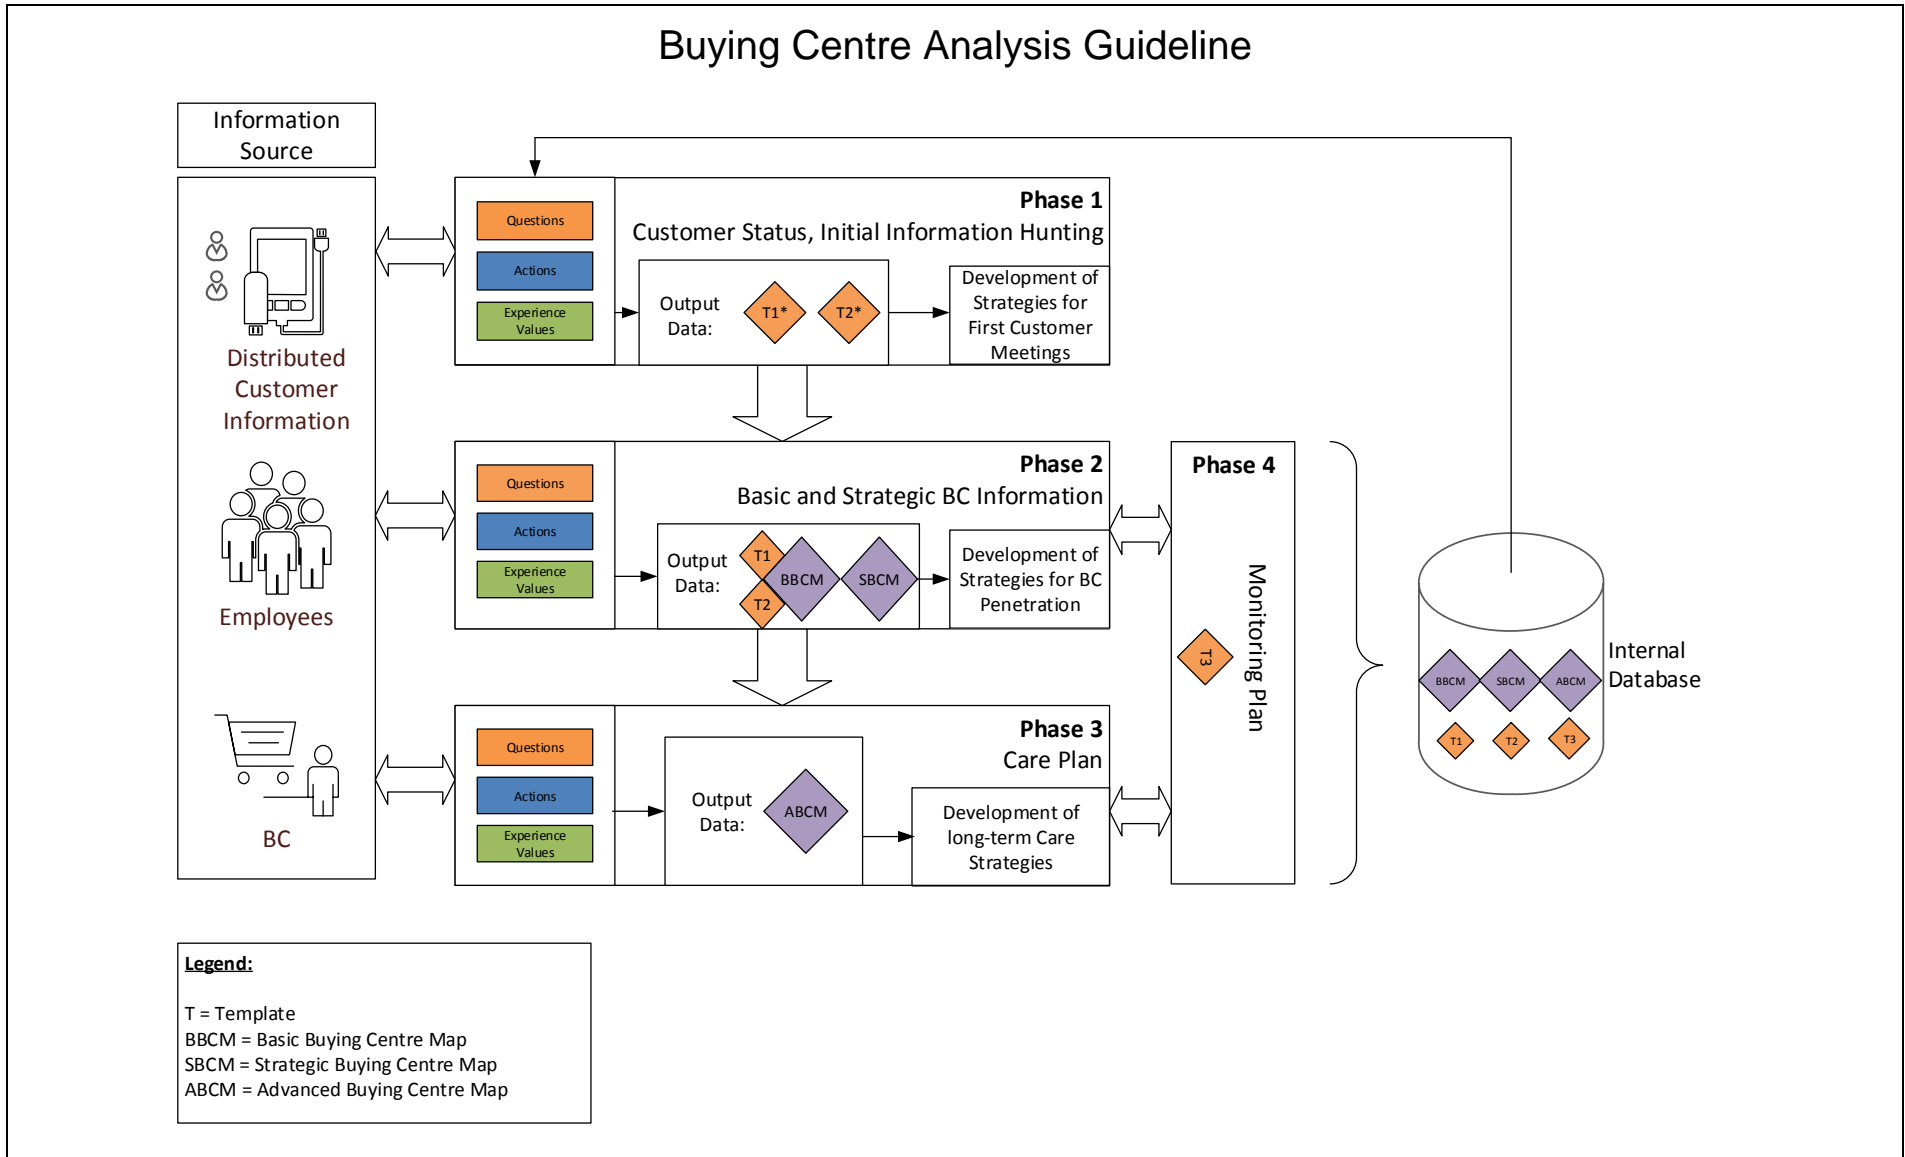 Buying Centre Analysis Guideline
Information
Source
Distributed
Customer
Information
Employees
BC
Questions
Actions
Experience
Values
Phase 1
Customer Status, Initial Information Hunting
Output
Data:
T1*
T2*
Development of
Strategies for
First Customer
Meetings
Questions
Actions
Experience
Values
Phase 2
Basic and Strategic BC Information
Output
Data:
T1
T2
BBCM
SBCM
Development of
Strategies for BC
Penetration
Questions
Actions
Experience
Values
Phase 3
Care Plan
Output
Data:
ABCM
Development of
long-term Care
Strategies
Phase 4
Monitoring Plan
T3
Internal
Database
BBCM
SBCM
ABCM
T1
T2
T3
Legend:
T = Template
BBCM = Basic Buying Centre Map
SBCM = Strategic Buying Centre Map
ABCM = Advanced Buying Centre Map